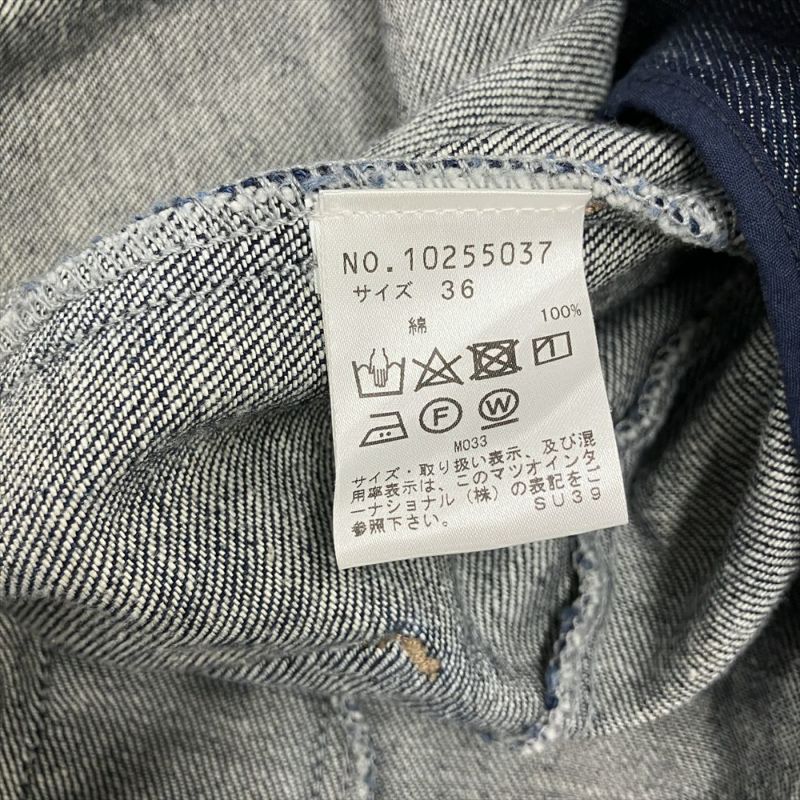 NO.10255037
サイズ 36
綿 100%
F W
M033
サイズ・取り扱い表示、及び混
用率表示は、このマツオインタ
ーナショナル(株)の表記をご
参照下さい。 SU39